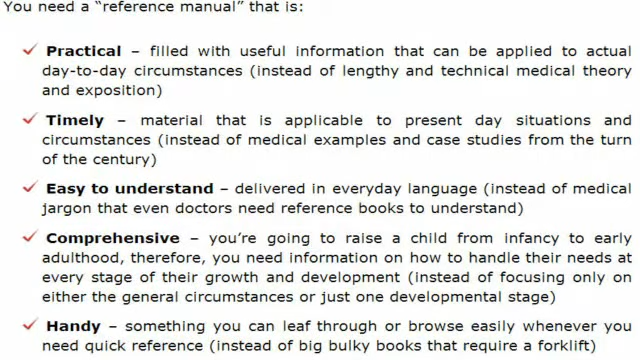 You need a “reference manual” that is:
Practical – filled with useful information that can be applied to actual
day-to-day circumstances (instead of lengthy and technical medical theory
and exposition)
Timely – material that is applicable to present day situations and
circumstances (instead of medical examples and case studies from the turn
of the century)
Easy to understand – delivered in everyday language (instead of medical
jargon that even doctors need reference books to understand)
Comprehensive – you’re going to raise a child from infancy to early
adulthood, therefore, you need information on how to handle their needs at
every stage of their growth and development (instead of focusing only on
either the general circumstances or just one developmental stage)
Handy – something you can leaf through or browse easily whenever you
need quick reference (instead of big bulky books that require a forklift)